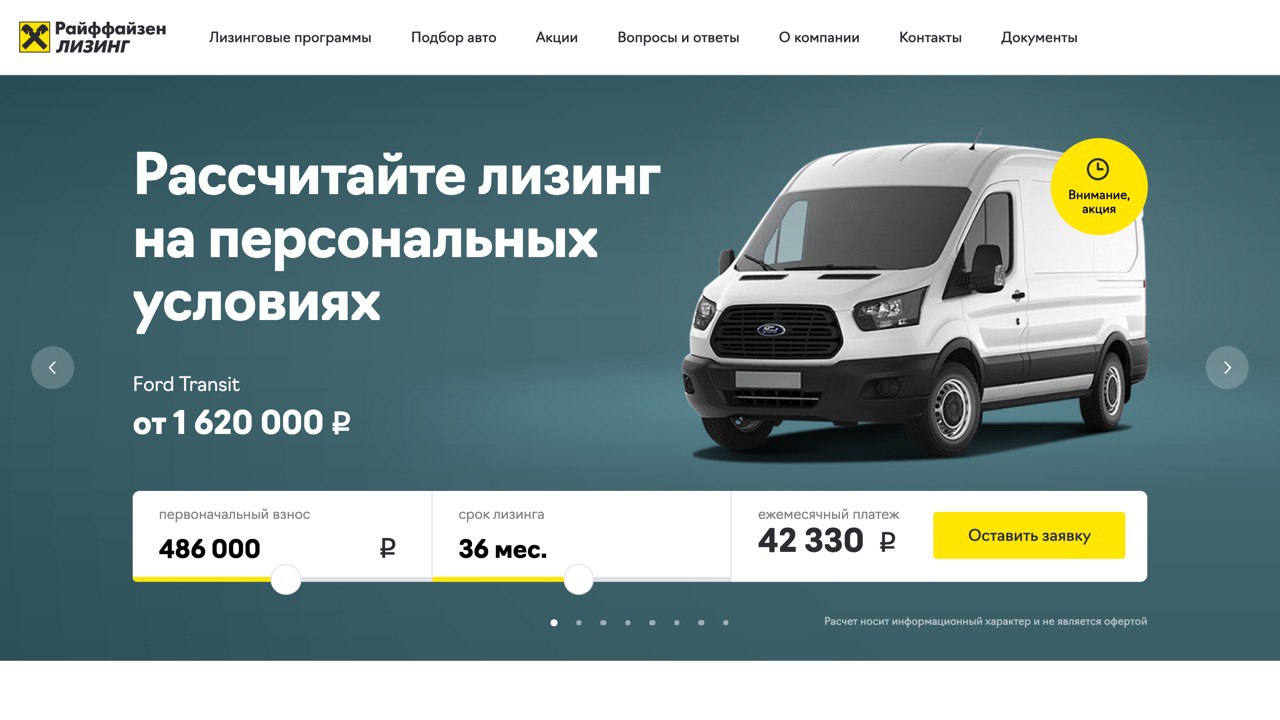 Райффайзен
ЛИЗИНГ
Лизинговые программы
Подбор авто
Акции
Вопросы и ответы
О компании
Контакты
Документы
Рассчитайте лизинг
на персональных
условиях
Внимание,
акция
Ford
Ford Transit
от 1 620 000 ₽
первоначальный взнос
486 000 ₽
срок лизинга
36 мес.
ежемесячный платеж
42 330 ₽
Оставить заявку
Расчет носит информационный характер и не является офертой